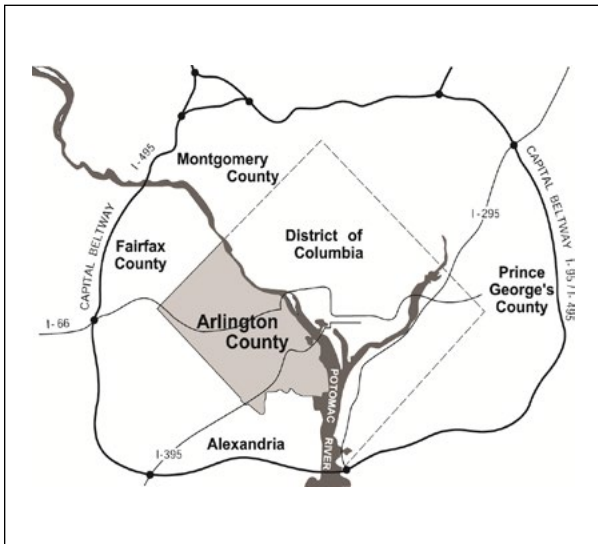 I-495
Montgomery
County
CAPITAL BELTWAY
I-295
CAPITAL BELTWAY I-95 / I-495
Fairfax
County
District of
Columbia
Prince
George's
County
I-66
Arlington
County
POTOMAC
RIVER
Alexandria
I-395